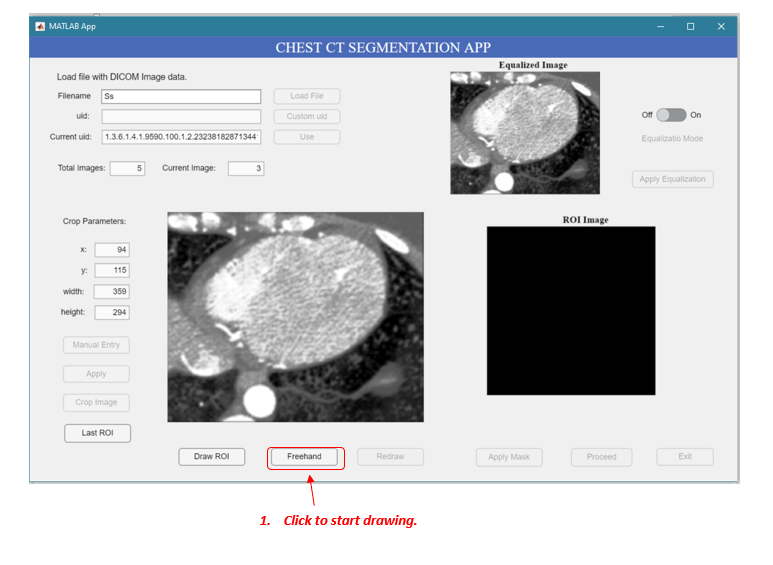 MATLAB App
CHEST CT SEGMENTATION APP
Equalized Image
Load file with DICOM Image data.
Filename Ss Load File
uid: Custom uid
Off On
Current uid: 1.3.6.1.4.1.9590.100.1.2.23238182871344 Use
Equalizatio Mode
Total Images: 5 Current Image: 3
Apply Equalization
Crop Parameters:
ROI Image
x: 94
y: 115
width: 359
height: 294
Manual Entry
Apply
Crop Image
Last ROI
Draw ROI Freehand Redraw Apply Mask Proceed Exit
1. Click to start drawing.